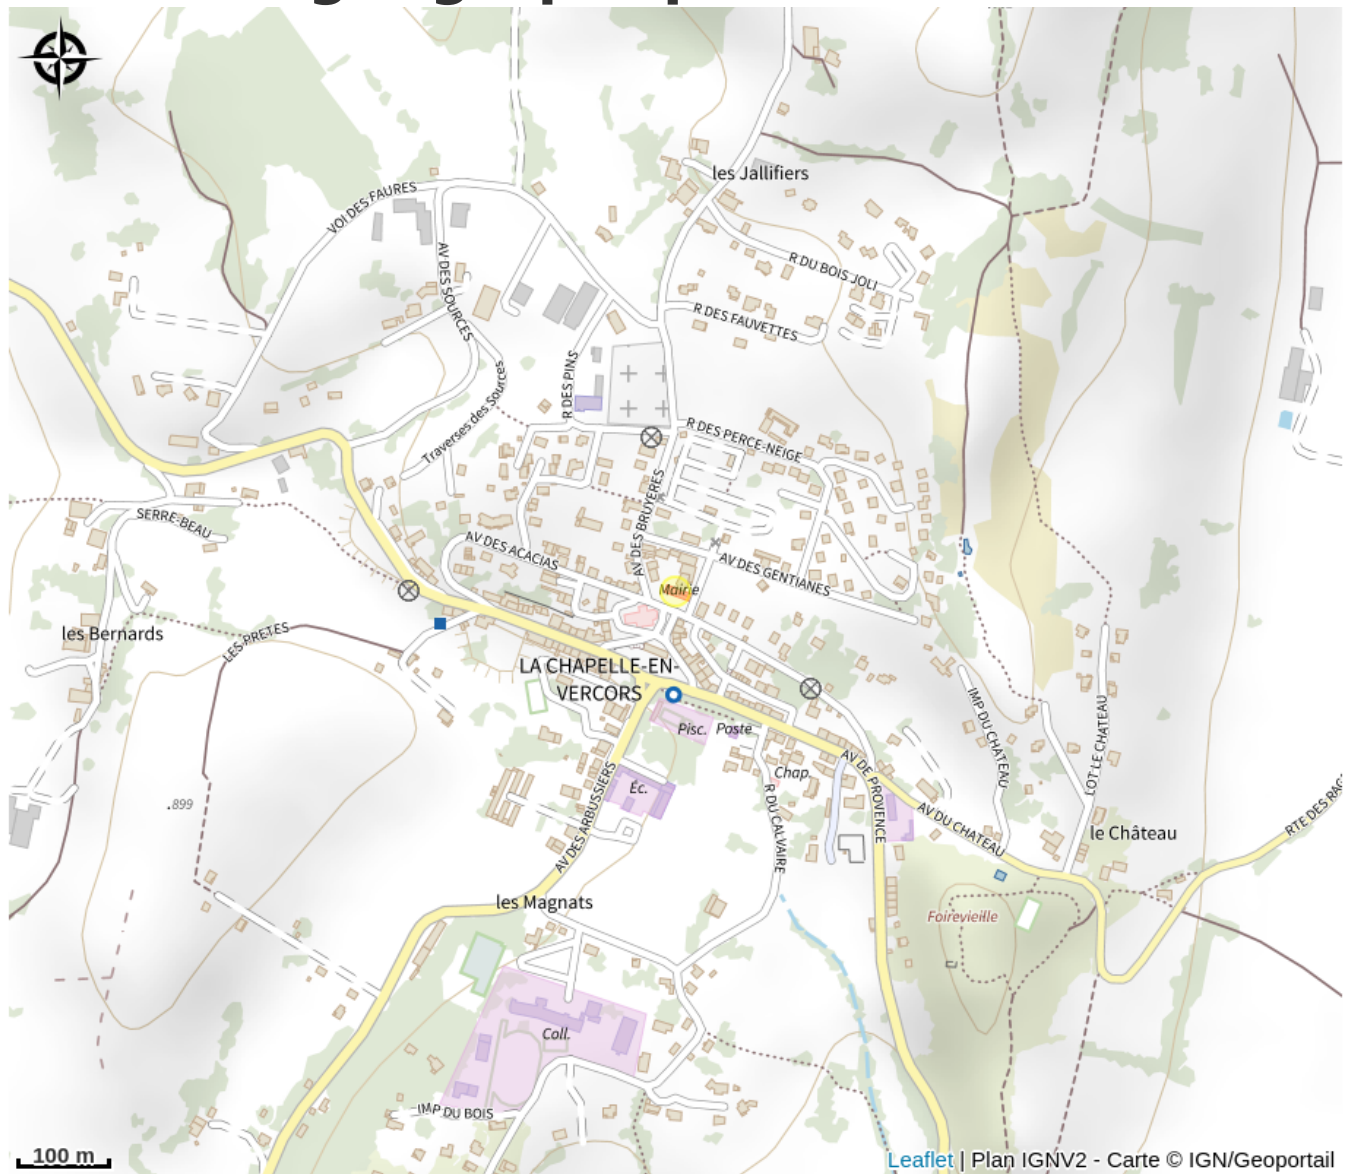 les Jallifiers
VOI DES FAURES
AV DES SOURCES
R DU BOIS JOLI
R DES FAUVETTES
R DES PINS
Traverses des Sources
R DES PERCE-NEIGE
AV DES BRUYERES
SERRE-BEAU
AV DES ACACIAS
AV DES GENTIANES
Mairie
les Bernards
LES PRETES
LA CHAPELLE-EN-
VERCORS
IMP DU CHATEAU
LOT LE CHATEAU
Pisc.
Poste
Chap.
Éc.
AV DE PROVENCE
AV DES ARBUSSIERS
R DU CALVAIRE
.899
AV DU CHATEAU
le Château
RTE DES RAG
les Magnats
Foirevieille
Coll.
IMP DU BOIS
100 m
Leaflet | Plan IGNV2 - Carte © IGN/Geoportail